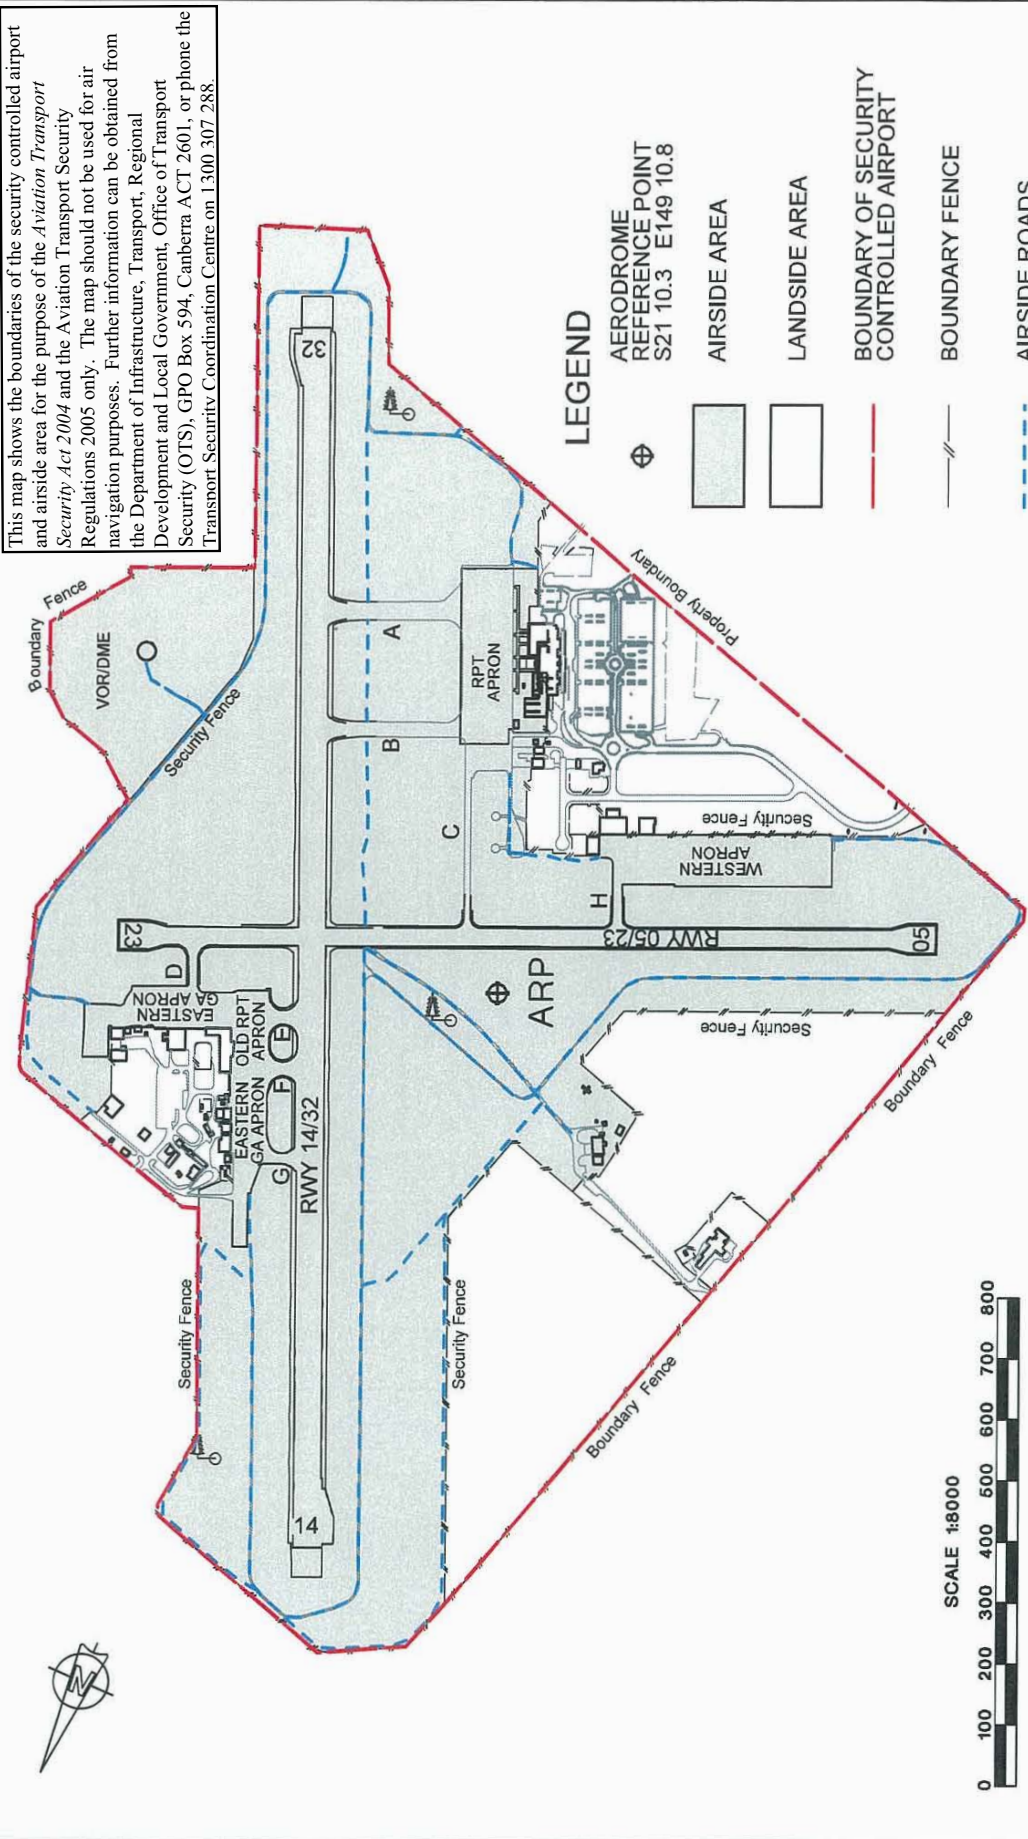 This map shows the boundaries of the security controlled airport
and airside area for the purpose of the Aviation Transport
Security Act 2004 and the Aviation Transport Security
Regulations 2005 only. The map should not be used for air
navigation purposes. Further information can be obtained from
the Department of Infrastructure, Transport, Regional
Development and Local Government, Office of Transport
Security (OTS), GPO Box 594, Canberra ACT 2601, or phone the
Transport Security Coordination Centre on 1300 307 288.
Boundary Fence
VOR/DME
Security Fence
32
A
B
RPT
APRON
C
Property Boundary
Security Fence
WESTERN
APRON
H
23
D
EASTERN
GA APRON
OLD RPT
APRON
E
EASTERN
GA APRON
F
G
RWY 14/32
RWY 05/23
05
ARP
Security Fence
Boundary Fence
Security Fence
Security Fence
Boundary Fence
14
N
LEGEND
AERODROME
REFERENCE POINT
S21 10.3 E149 10.8
AIRSIDE AREA
LANDSIDE AREA
BOUNDARY OF SECURITY
CONTROLLED AIRPORT
BOUNDARY FENCE
AIRSIDE ROADS
SCALE 1:8000
0 100 200 300 400 500 600 700 800